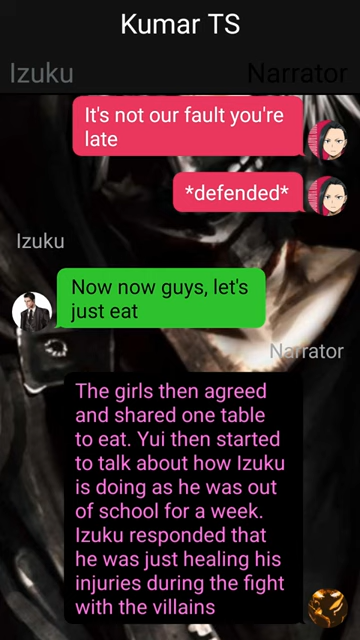 Kumar TS
Izuku
Narrator
It's not our fault you're
late
*defended*
Izuku
Now now guys, let's
just eat
Narrator
The girls then agreed
and shared one table
to eat. Yui then started
to talk about how Izuku
is doing as he was out
of school for a week.
Izuku responded that
he was just healing his
injuries during the fight
with the villains